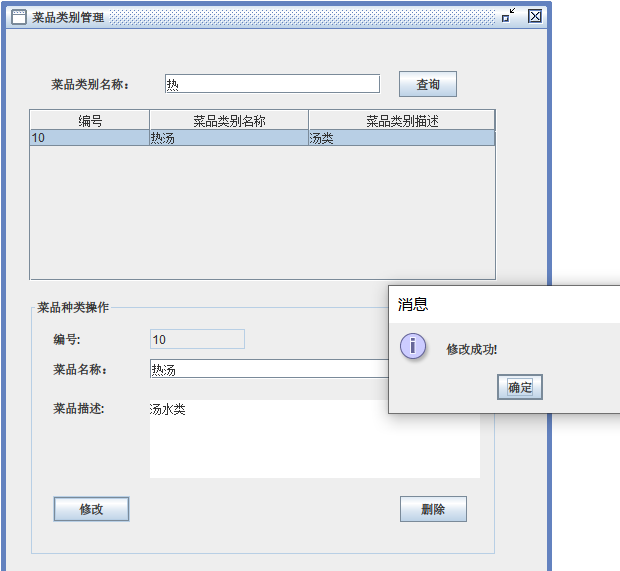 菜品类别管理
菜品类别名称： 热 查询
编号 菜品类别名称 菜品类别描述
10 热汤 汤类
菜品种类操作
消息
编号: 10
修改成功!
菜品名称： 热汤
确定
菜品描述: 汤水类
修改 删除